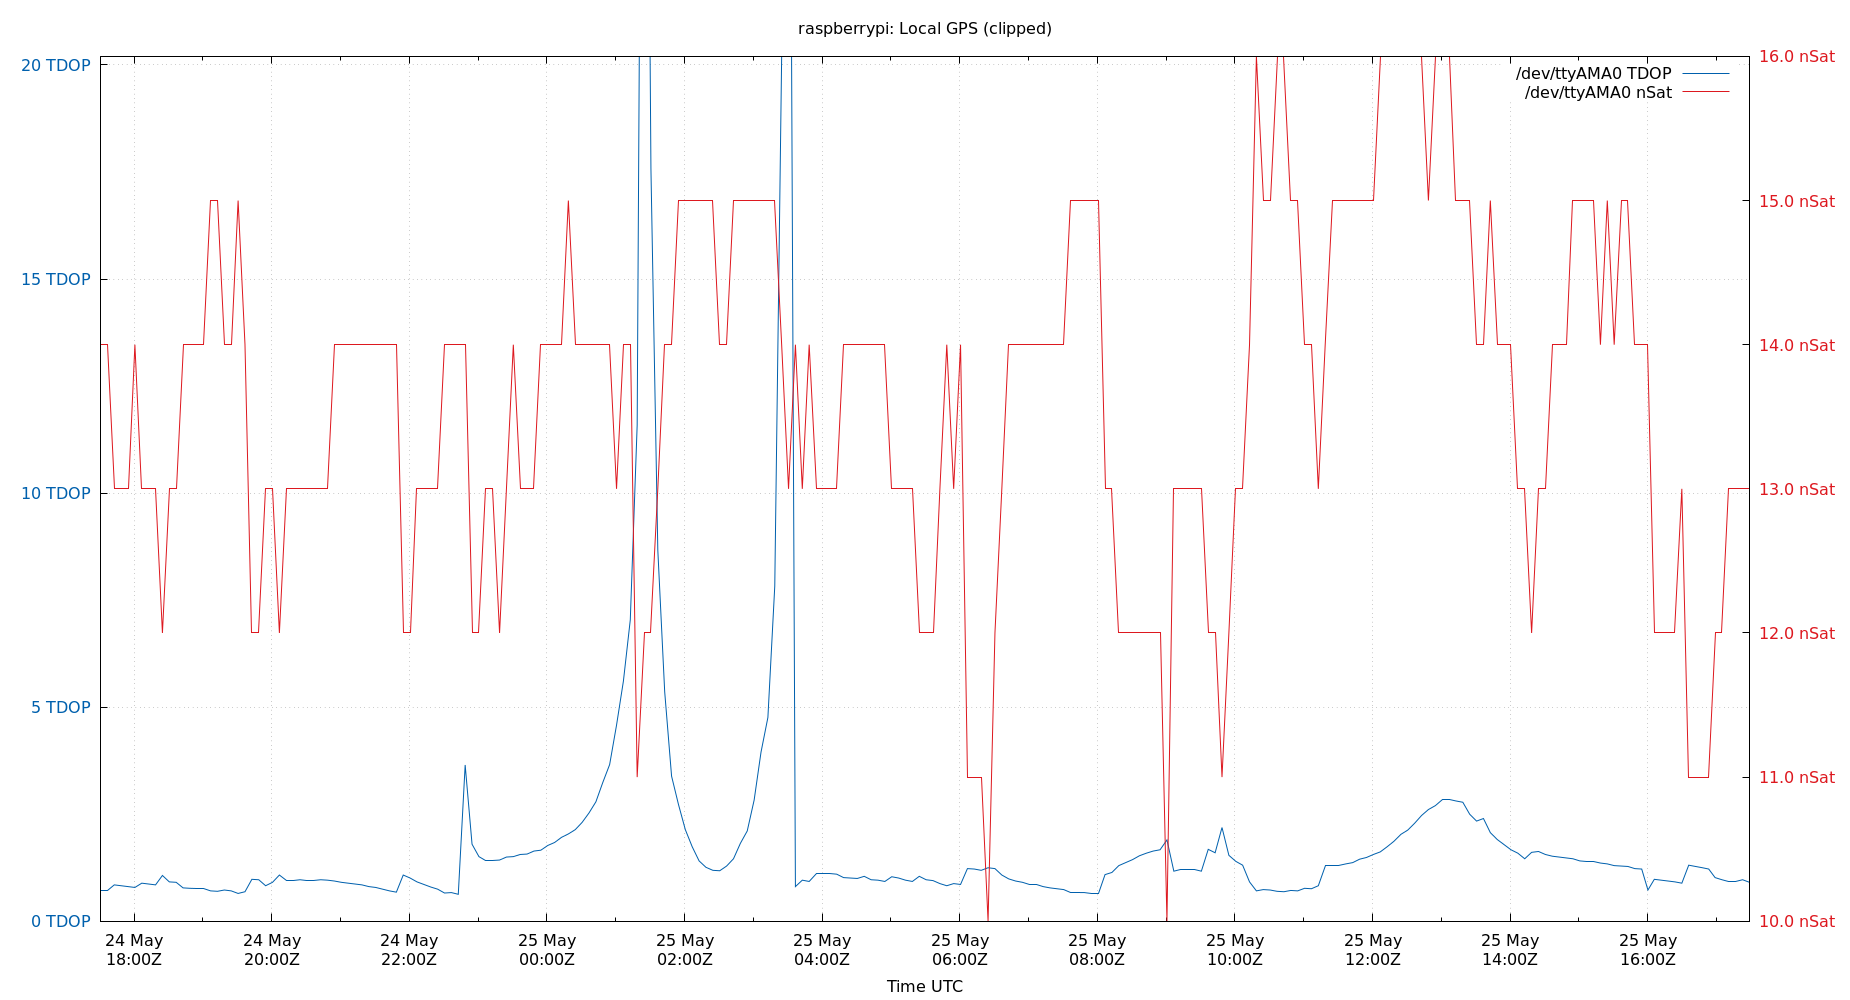 raspberrypi: Local GPS (clipped)
20 TDOP
15 TDOP
10 TDOP
5 TDOP
0 TDOP
16.0 nSat
15.0 nSat
14.0 nSat
13.0 nSat
12.0 nSat
11.0 nSat
10.0 nSat
/dev/ttyAMA0 TDOP
/dev/ttyAMA0 nSat
24 May 24 May 24 May 25 May 25 May 25 May 25 May 25 May 25 May 25 May 25 May 25 May
18:00Z 20:00Z 22:00Z 00:00Z 02:00Z 04:00Z 06:00Z 08:00Z 10:00Z 12:00Z 14:00Z 16:00Z
Time UTC